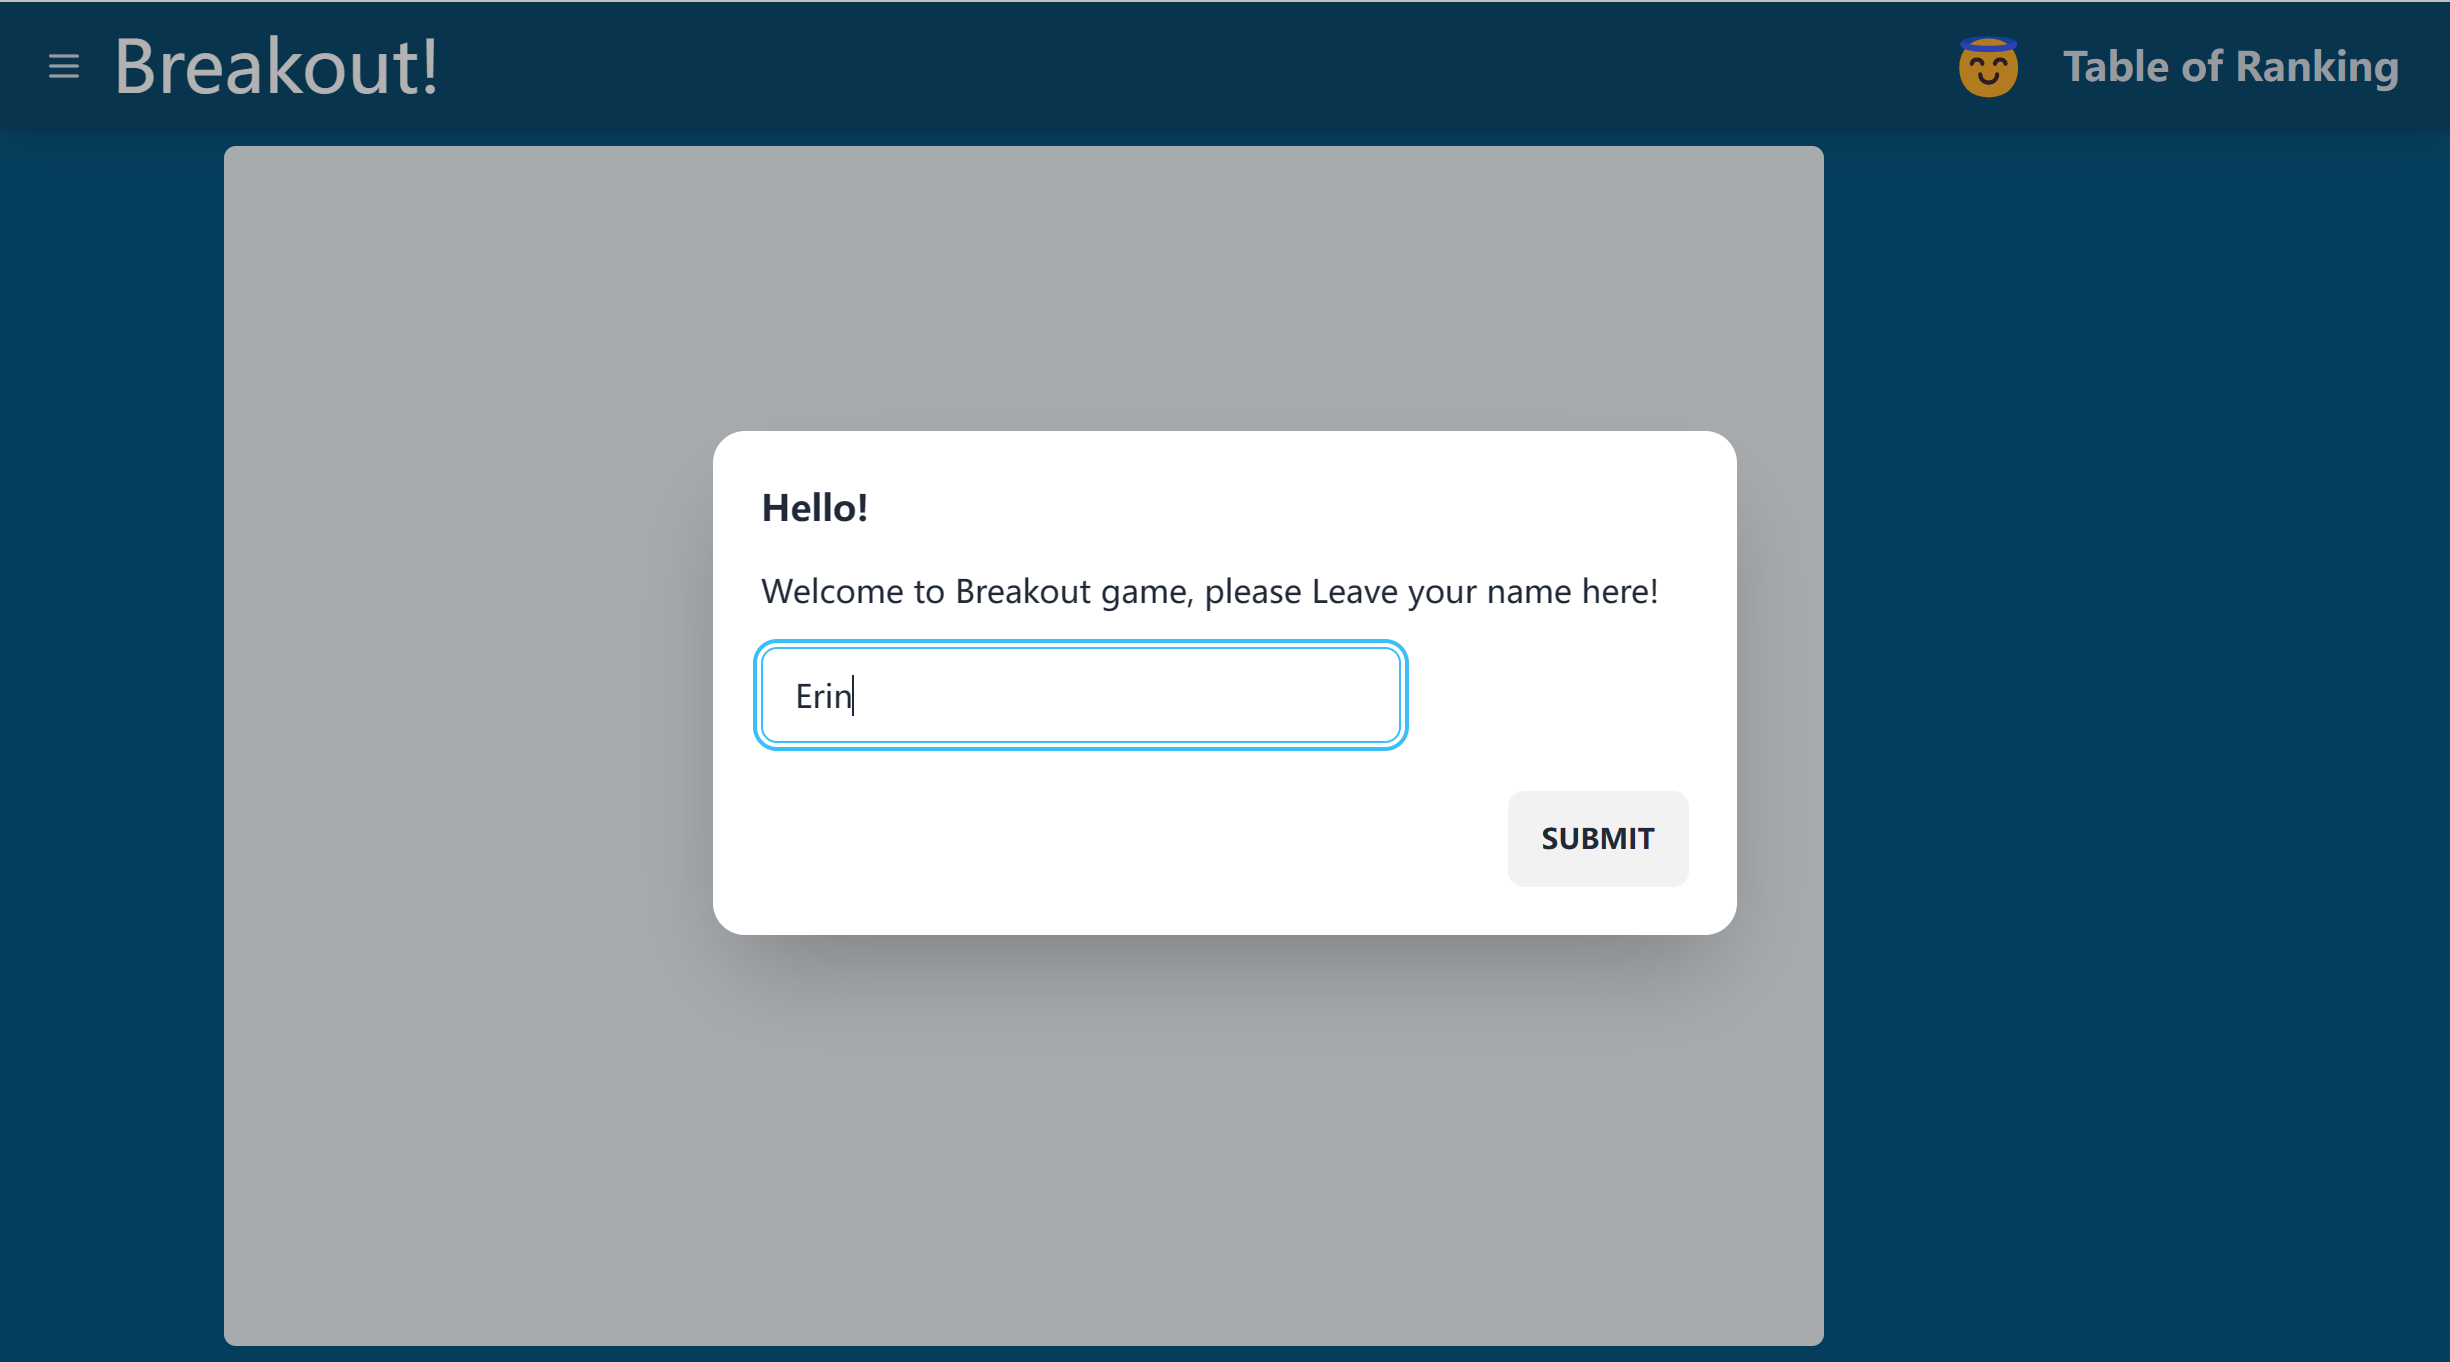 Breakout!
Table of Ranking
Hello!
Welcome to Breakout game, please Leave your name here!
Erin
SUBMIT